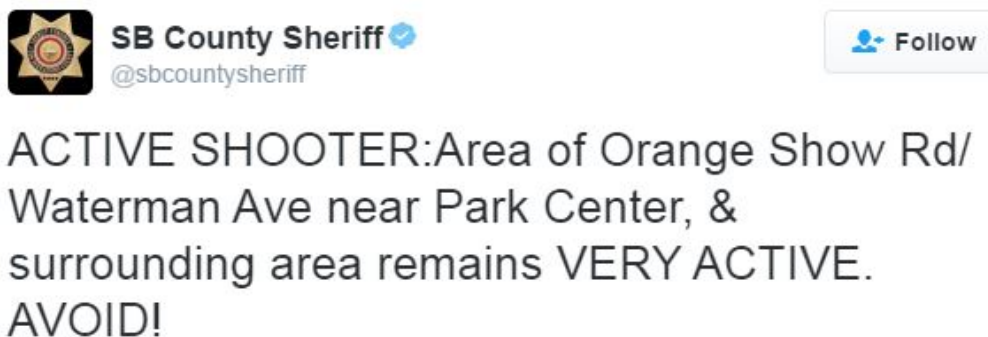 SB County Sheriff
@sbcountysheriff
Follow
ACTIVE SHOOTER:Area of Orange Show Rd/
Waterman Ave near Park Center, &
surrounding area remains VERY ACTIVE.
AVOID!